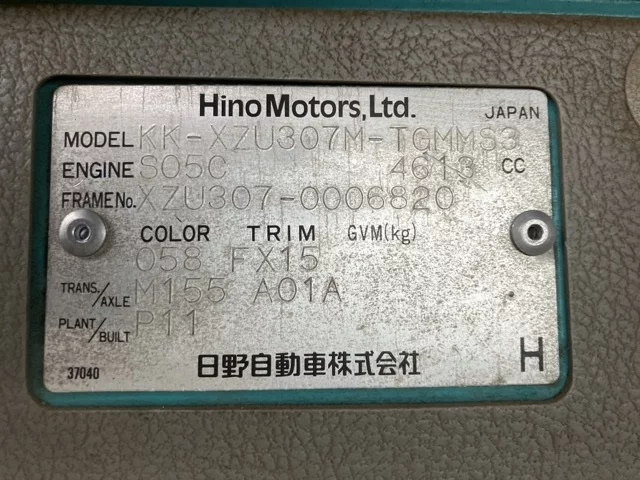 Hino Motors, Ltd. JAPAN
MODEL KK-XZU307M-TGMMS3
ENGINE S05C 4613 CC
FRAME No. XZU307-0006820
COLOR TRIM GVM(kg)
058 FX15
TRANS./AXLE M155 A01A
PLANT/BUILT P11
37040 日野自動車株式会社 H